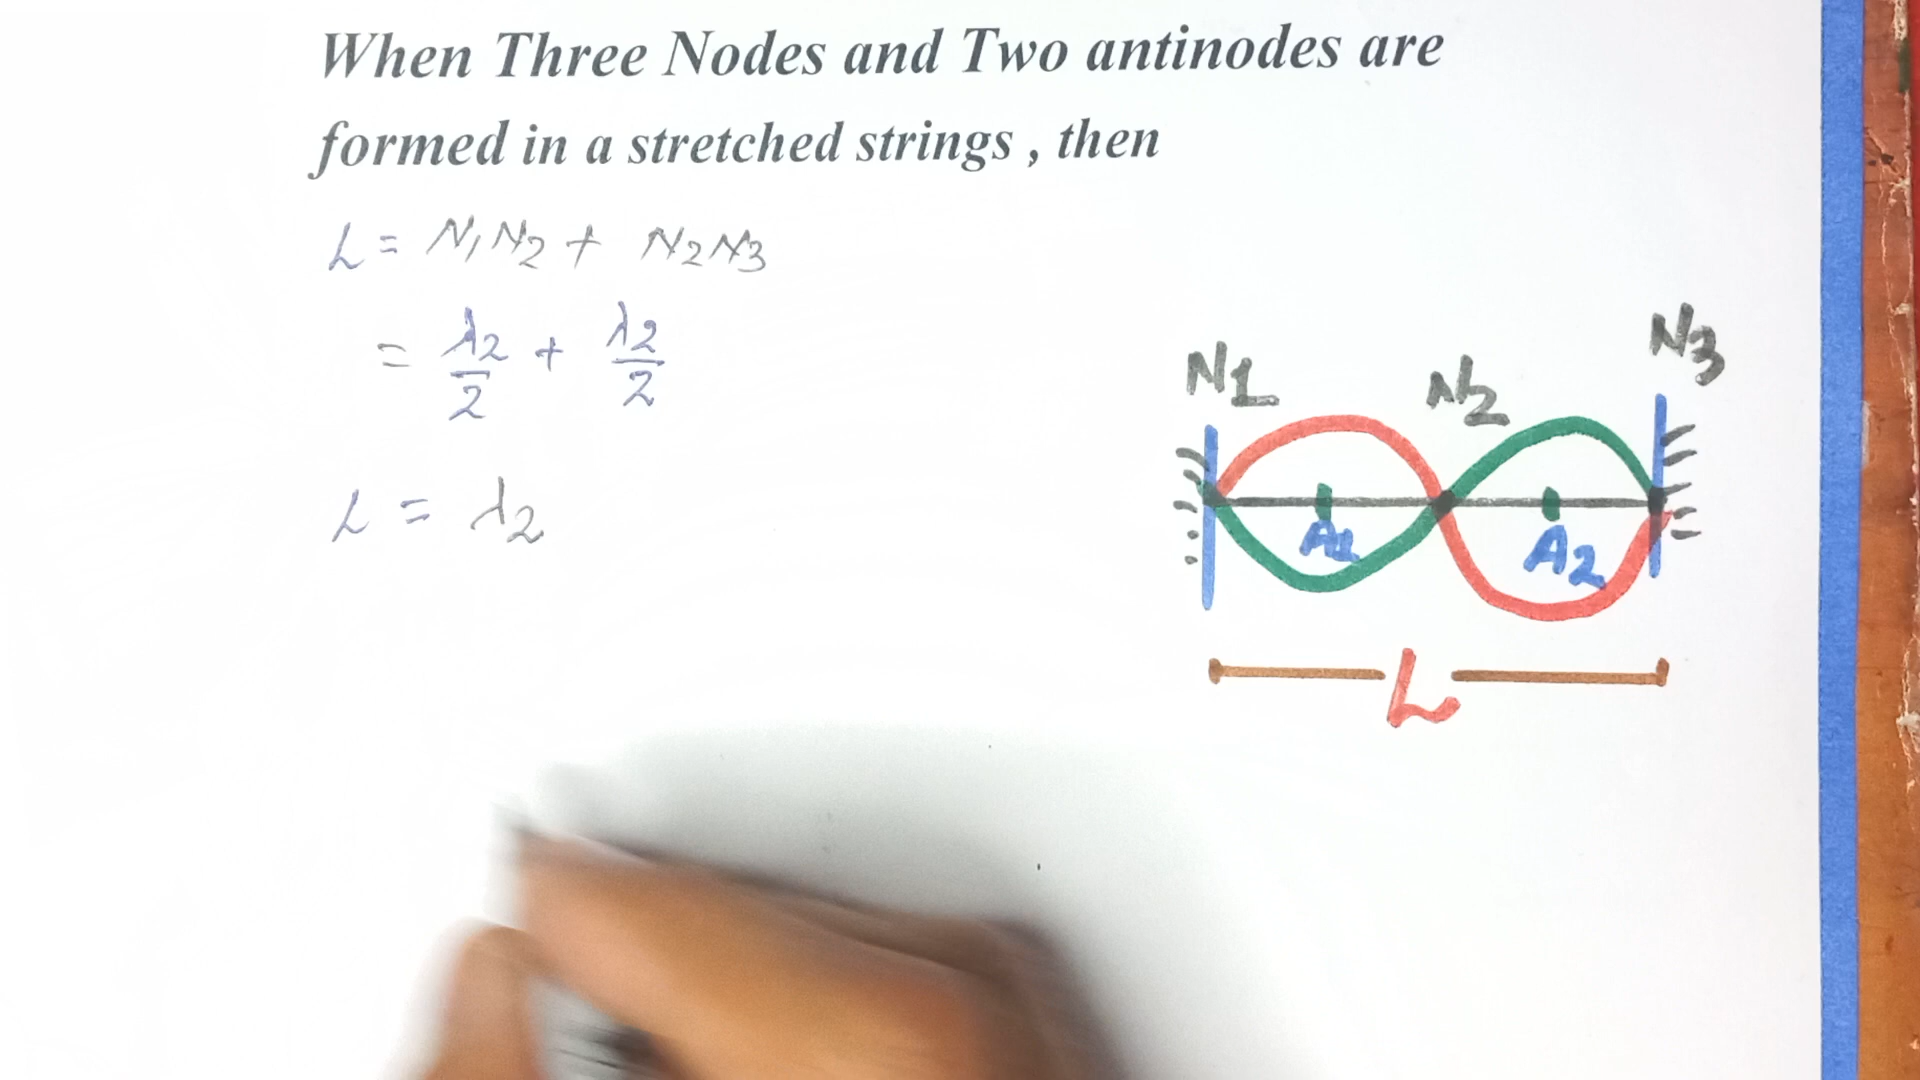 When Three Nodes and Two antinodes are
formed in a stretched strings , then
L = N1N2 + N2N3
= λ2/2 + λ2/2
L = λ2
N1 N2 N3
A1 A2
L